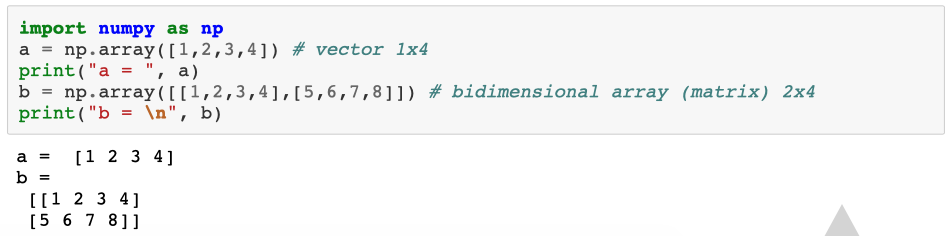 import numpy as np
a = np.array([1,2,3,4]) # vector 1x4
print("a = ", a)
b = np.array([[1,2,3,4],[5,6,7,8]]) # bidimensional array (matrix) 2x4
print("b = \n", b)
a =  [1 2 3 4]
b = 
 [[1 2 3 4]
 [5 6 7 8]]